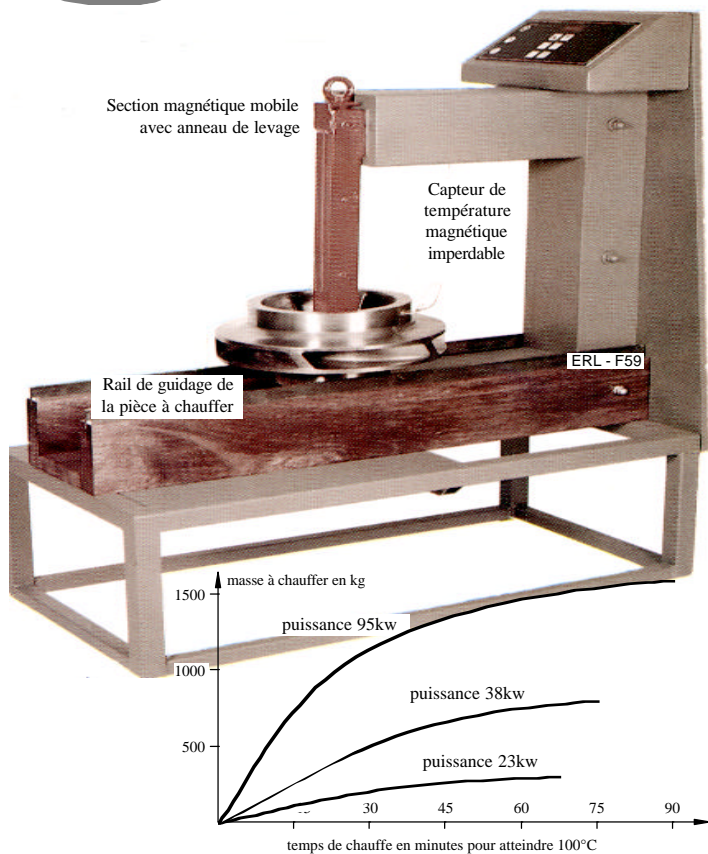 Section magnétique mobile
avec anneau de levage
Capteur de
température
magnétique
imperdable
ERL - F59
Rail de guidage de
la pièce à chauffer
masse à chauffer en kg
1500
puissance 95kw
1000
puissance 38kw
500
puissance 23kw
30 45 60 75 90
temps de chauffe en minutes pour atteindre 100°C